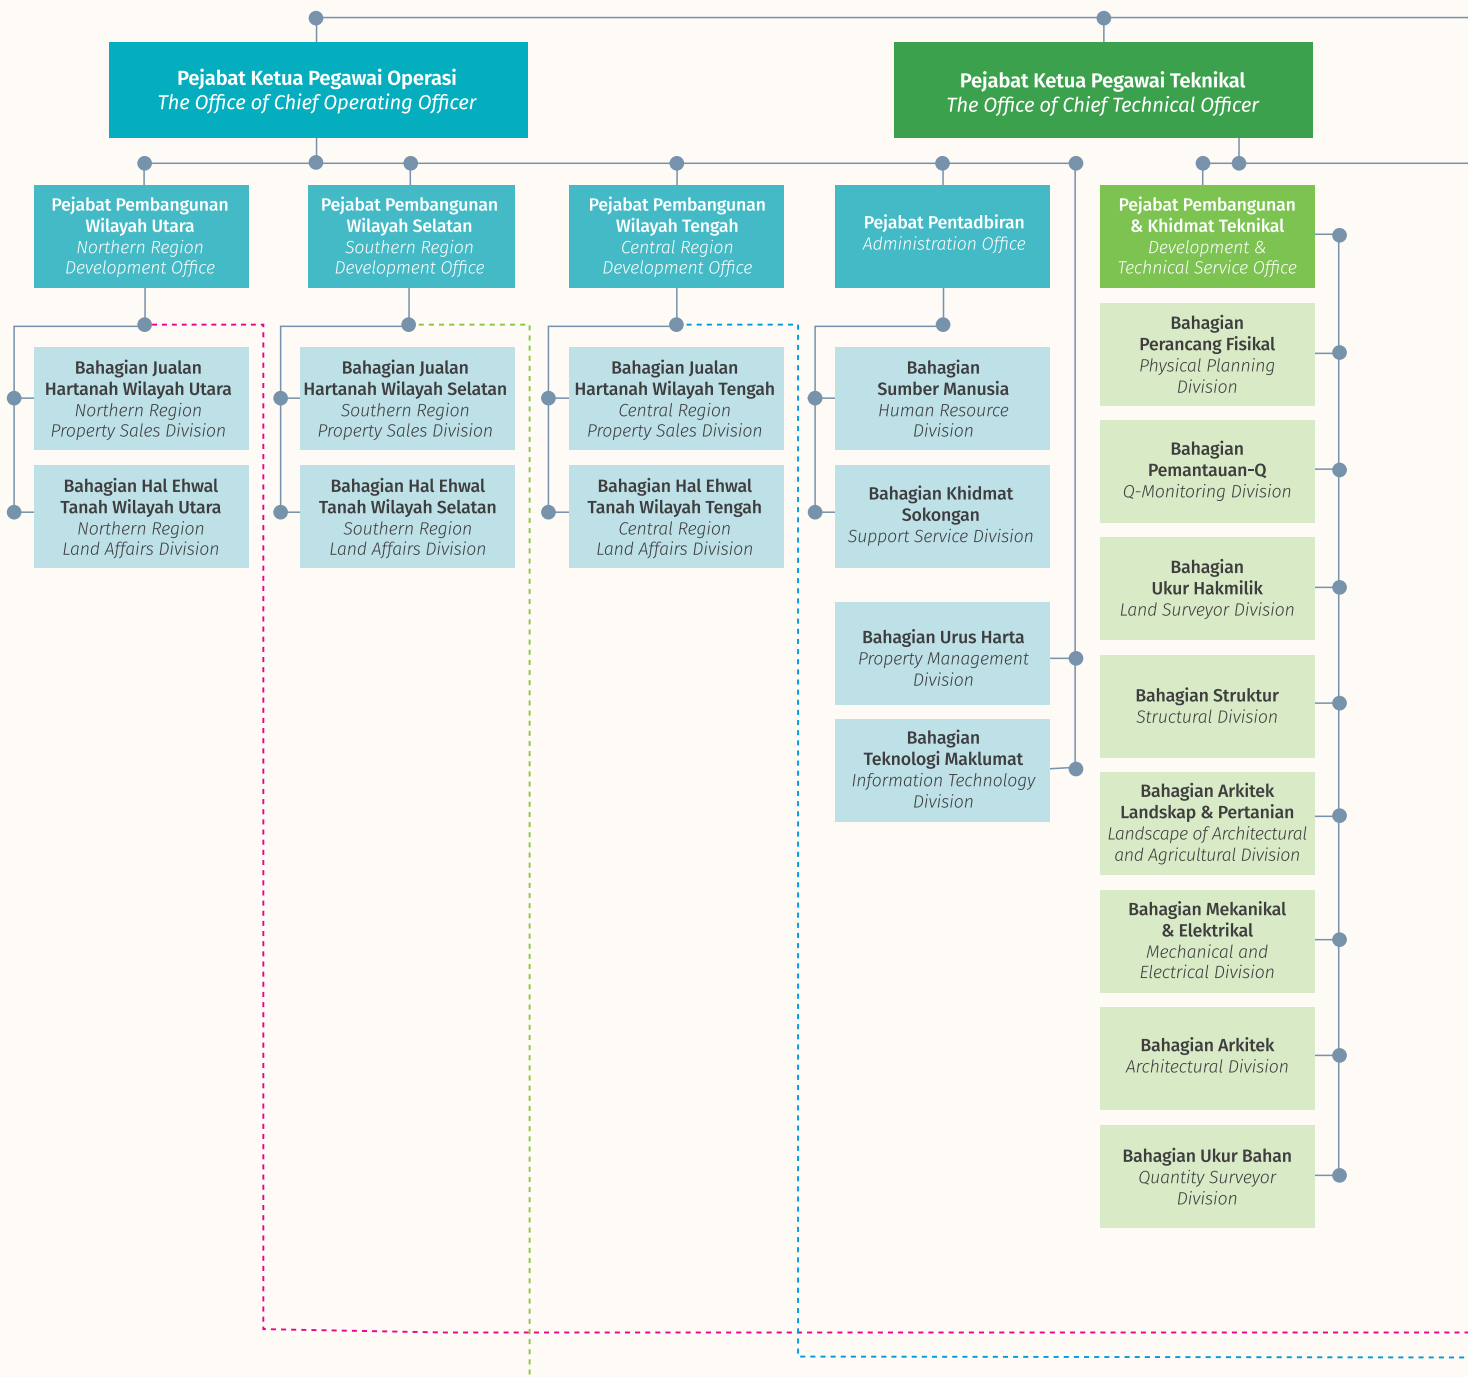 Pejabat Ketua Pegawai Operasi
The Office of Chief Operating Officer
Pejabat Ketua Pegawai Teknikal
The Office of Chief Technical Officer
Pejabat Pembangunan
Wilayah Utara
Northern Region
Development Office
Pejabat Pembangunan
Wilayah Selatan
Southern Region
Development Office
Pejabat Pembangunan
Wilayah Tengah
Central Region
Development Office
Pejabat Pentadbiran
Administration Office
Pejabat Pembangunan
& Khidmat Teknikal
Development &
Technical Service Office
Bahagian Jualan
Hartanah Wilayah Utara
Northern Region
Property Sales Division
Bahagian Hal Ehwal
Tanah Wilayah Utara
Northern Region
Land Affairs Division
Bahagian Jualan
Hartanah Wilayah Selatan
Southern Region
Property Sales Division
Bahagian Hal Ehwal
Tanah Wilayah Selatan
Southern Region
Land Affairs Division
Bahagian Jualan
Hartanah Wilayah Tengah
Central Region
Property Sales Division
Bahagian Hal Ehwal
Tanah Wilayah Tengah
Central Region
Land Affairs Division
Bahagian
Sumber Manusia
Human Resource
Division
Bahagian Khidmat
Sokongan
Support Service Division
Bahagian Urus Harta
Property Management
Division
Bahagian
Teknologi Maklumat
Information Technology
Division
Bahagian
Perancang Fisikal
Physical Planning
Division
Bahagian
Pemantauan-Q
Q-Monitoring Division
Bahagian
Ukur Hakmilik
Land Surveyor Division
Bahagian Struktur
Structural Division
Bahagian Arkitek
Landskap & Pertanian
Landscape of Architectural
and Agricultural Division
Bahagian Mekanikal
& Elektrikal
Mechanical and
Electrical Division
Bahagian Arkitek
Architectural Division
Bahagian Ukur Bahan
Quantity Surveyor
Division